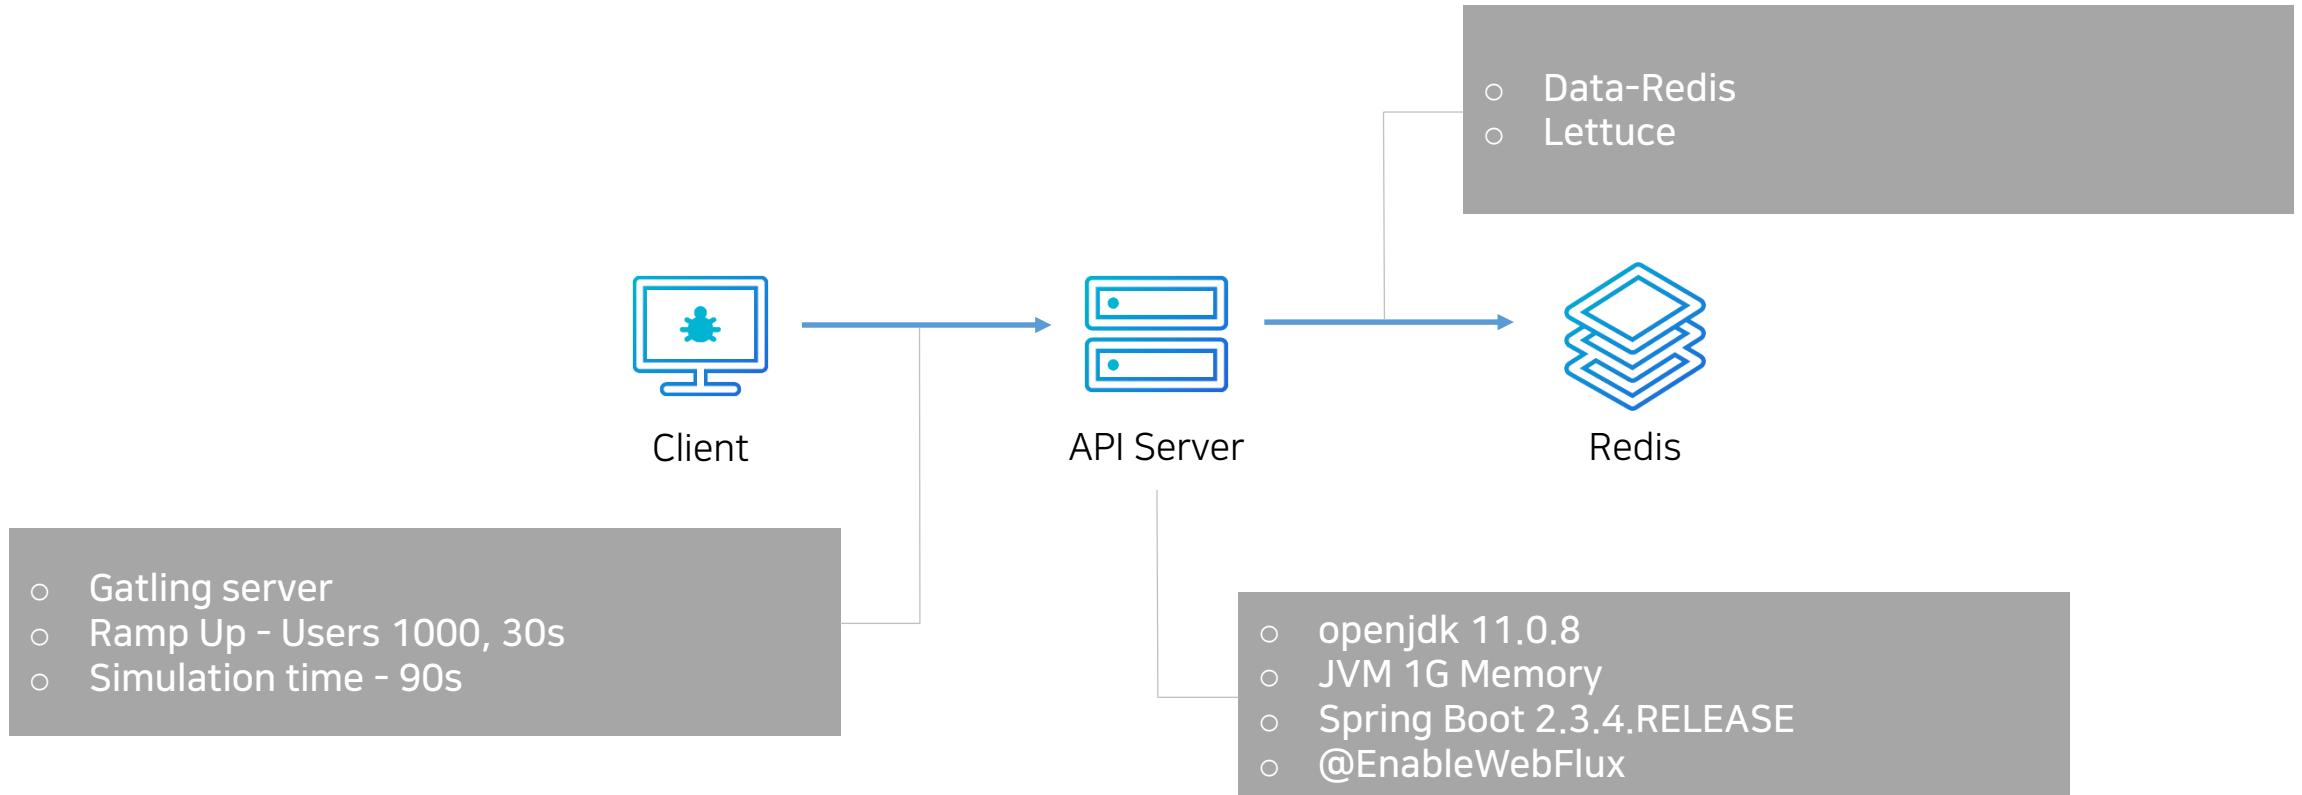 ○ Data-Redis
○ Lettuce
Client
API Server
Redis
○ Gatling server
○ Ramp Up - Users 1000, 30s
○ Simulation time - 90s
○ openjdk 11.0.8
○ JVM 1G Memory
○ Spring Boot 2.3.4.RELEASE
○ @EnableWebFlux